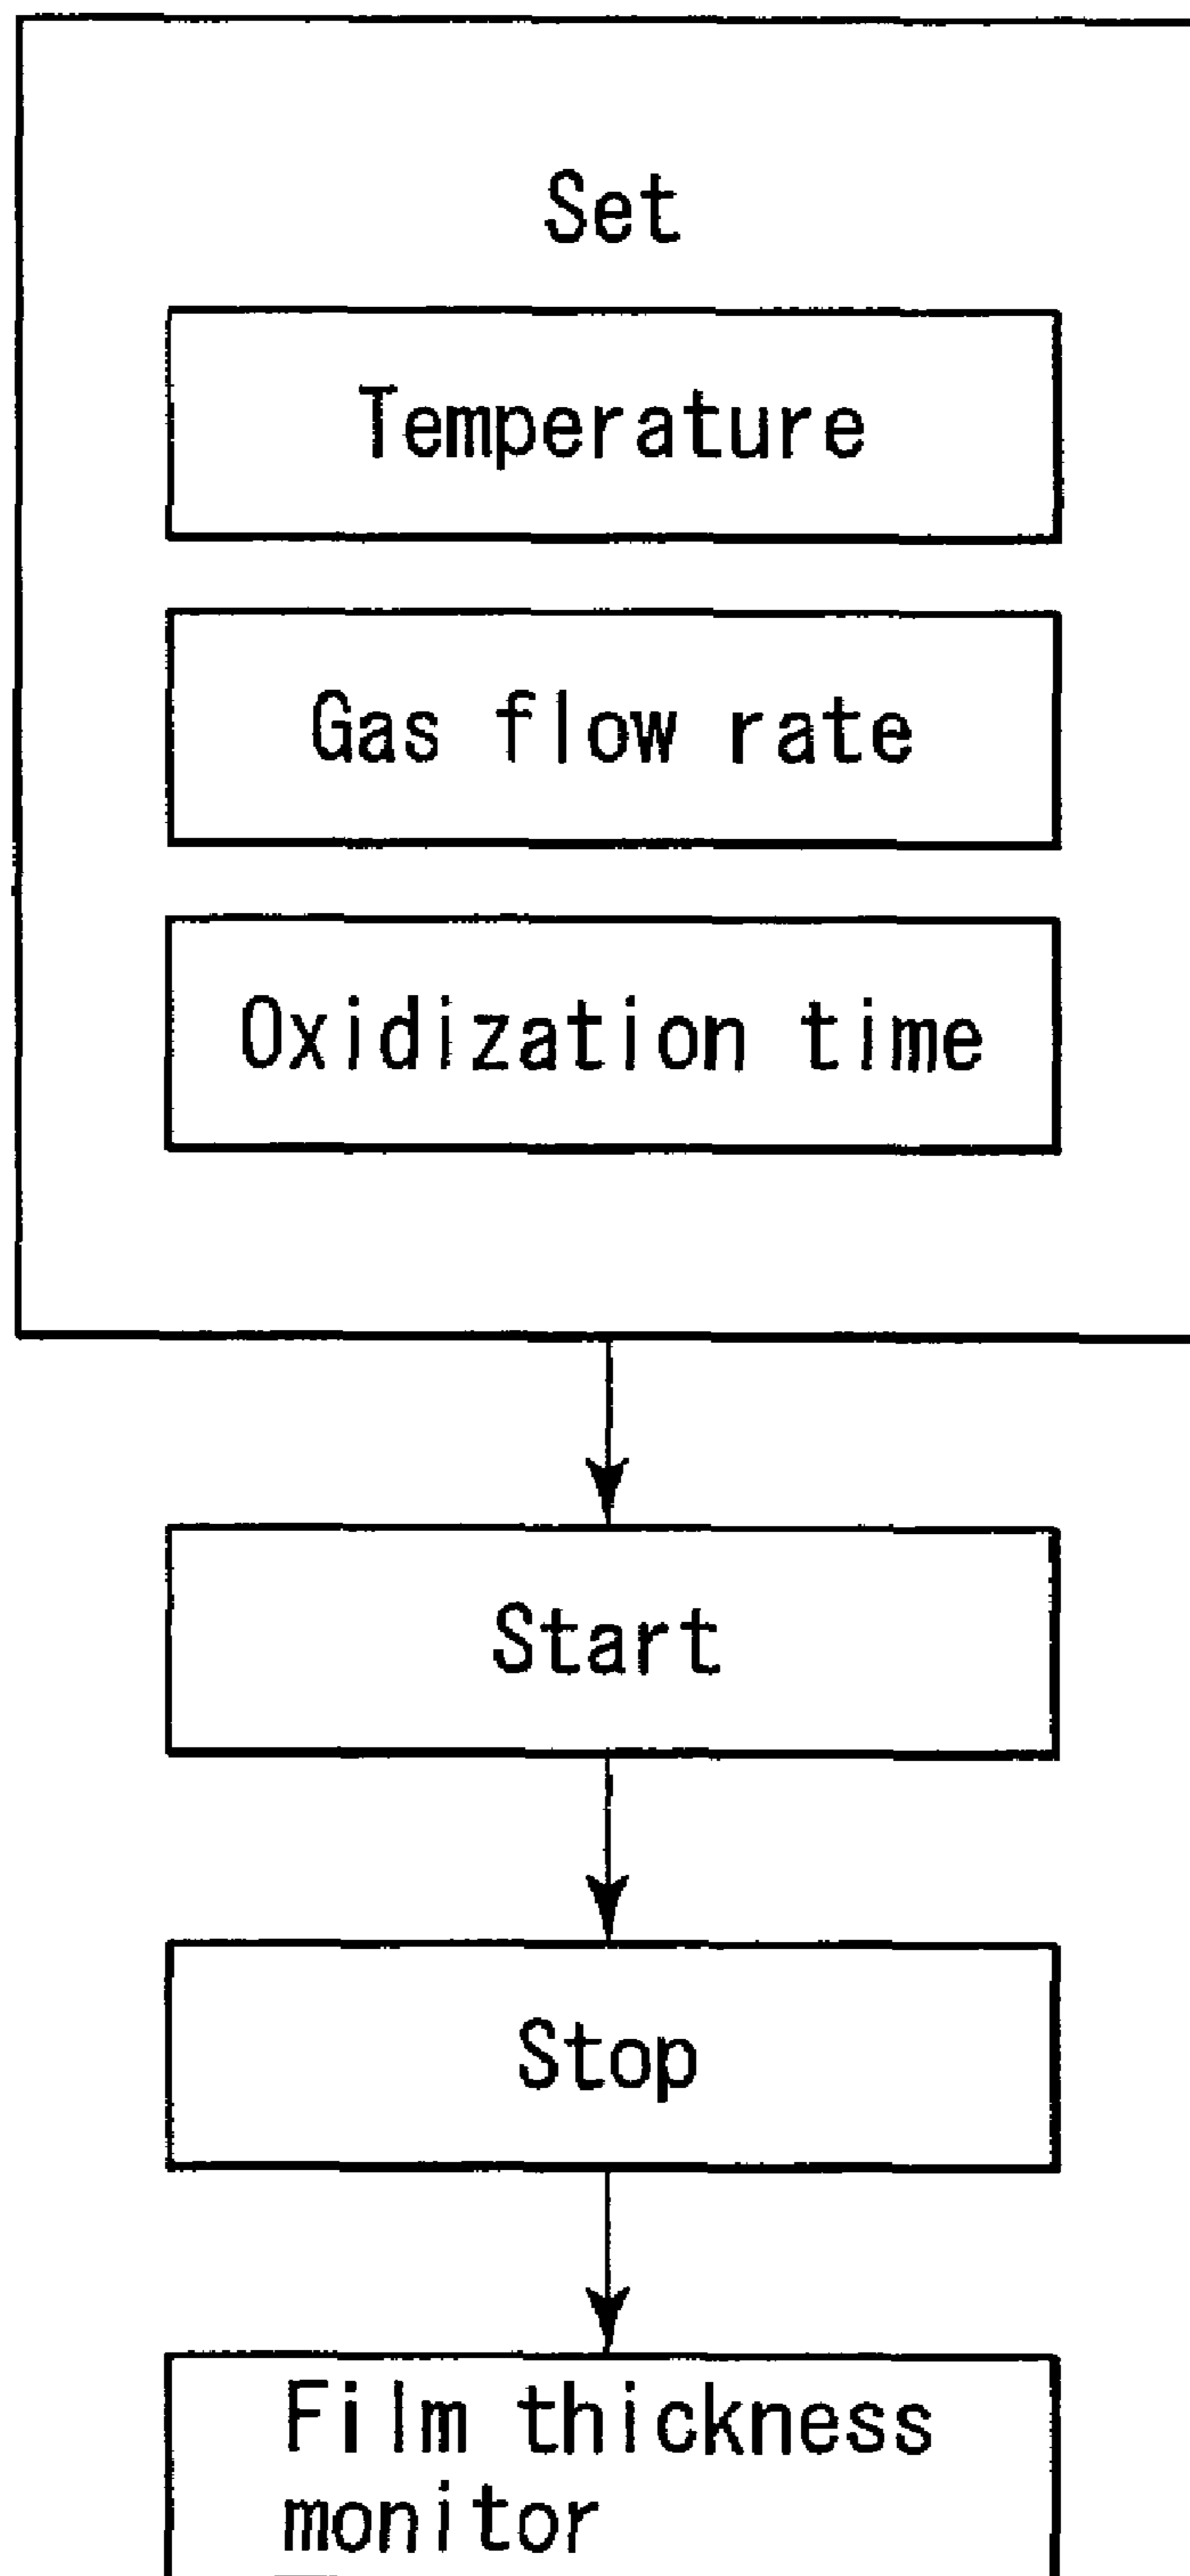 Set
Temperature
Gas flow rate
Oxidization time
Start
Stop
Film thickness
monitor